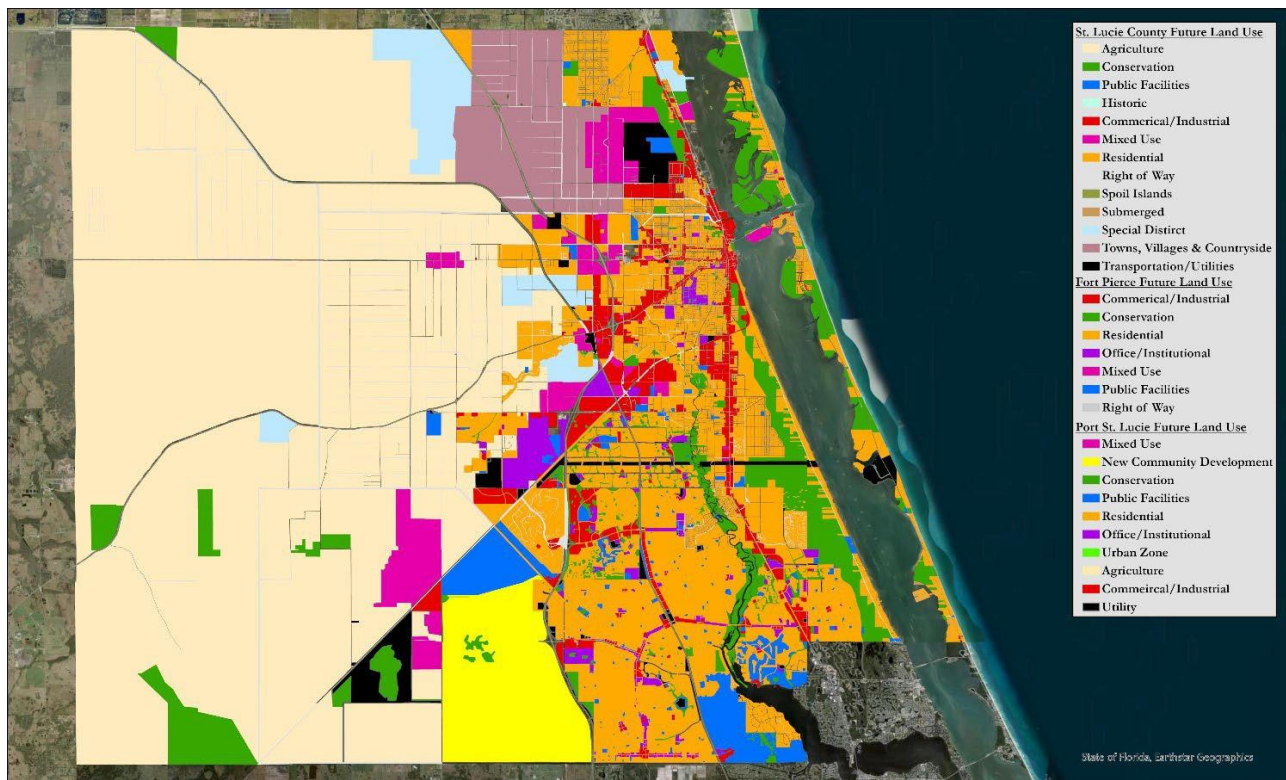 St. Lucie County Future Land Use
Agriculture
Conservation
Public Facilities
Historic
Commerical/Industrial
Mixed Use
Residential
Right of Way
Spoil Islands
Submerged
Special Distirct
Towns, Villages & Countryside
Transportation/Utilities
Fort Pierce Future Land Use
Commerical/Industrial
Conservation
Residential
Office/Institutional
Mixed Use
Public Facilities
Right of Way
Port St. Lucie Future Land Use
Mixed Use
New Community Development
Conservation
Public Facilities
Residential
Office/Institutional
Urban Zone
Agriculture
Commeircal/Industrial
Utility
State of Florida, Earthstar Geographics